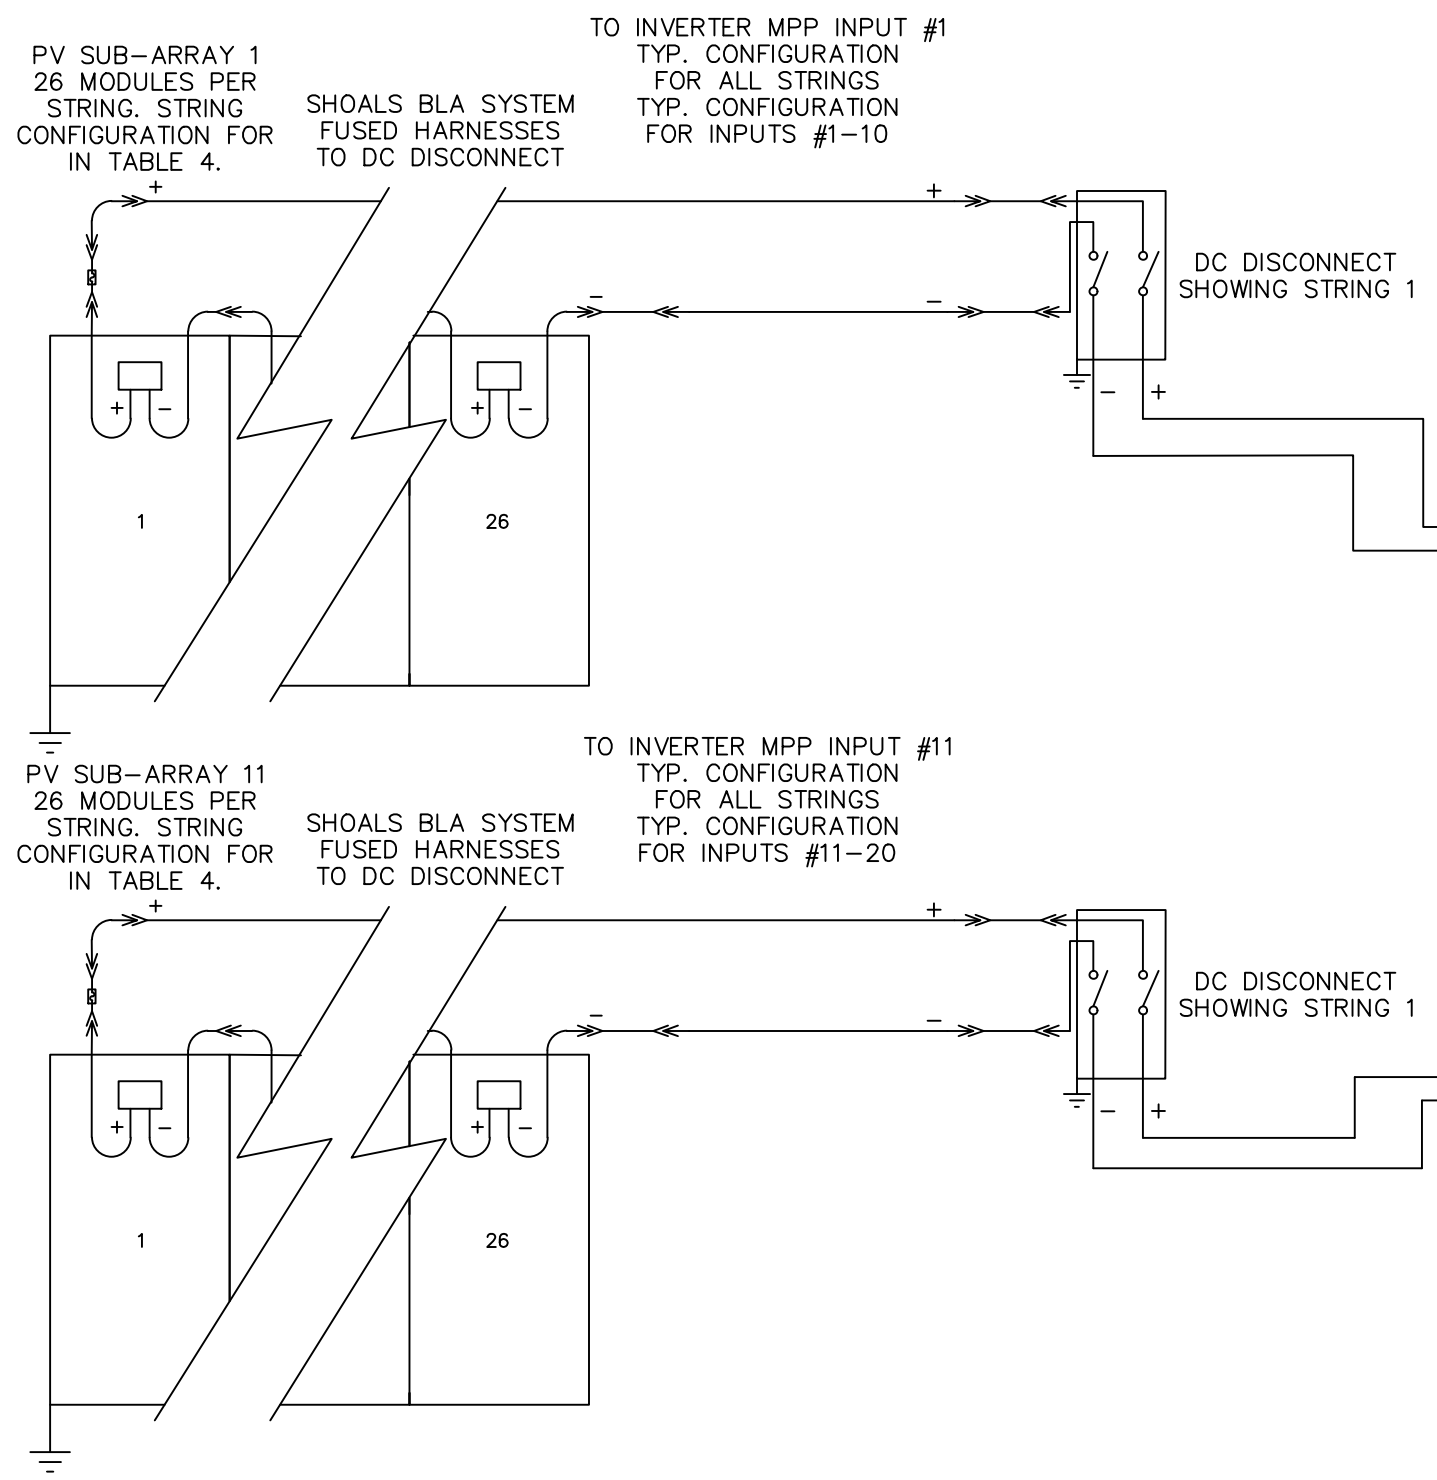 PV SUB-ARRAY 1
26 MODULES PER
STRING. STRING
CONFIGURATION FOR
IN TABLE 4.
SHOALS BLA SYSTEM
FUSED HARNESSES
TO DC DISCONNECT
TO INVERTER MPP INPUT #1
TYP. CONFIGURATION
FOR ALL STRINGS
TYP. CONFIGURATION
FOR INPUTS #1-10
+
+
-
-
DC DISCONNECT
SHOWING STRING 1
+ -
+ -
- +
1
26
PV SUB-ARRAY 11
26 MODULES PER
STRING. STRING
CONFIGURATION FOR
IN TABLE 4.
SHOALS BLA SYSTEM
FUSED HARNESSES
TO DC DISCONNECT
TO INVERTER MPP INPUT #11
TYP. CONFIGURATION
FOR ALL STRINGS
TYP. CONFIGURATION
FOR INPUTS #11-20
+
+
-
-
DC DISCONNECT
SHOWING STRING 1
+ -
+ -
- +
1
26